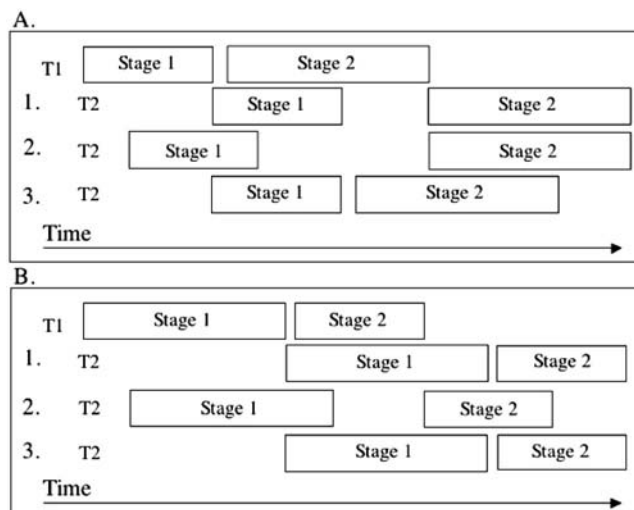 A.
T1 Stage 1 Stage 2
1. T2 Stage 1 Stage 2
2. T2 Stage 1 Stage 2
3. T2 Stage 1 Stage 2
Time
B.
T1 Stage 1 Stage 2
1. T2 Stage 1 Stage 2
2. T2 Stage 1 Stage 2
3. T2 Stage 1 Stage 2
Time